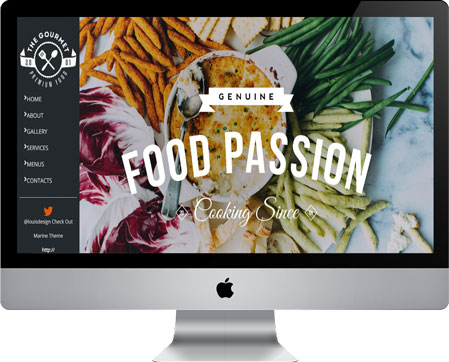 THE GOURMET
20 01
PREMIUM FOOD
HOME
ABOUT
GALLERY
SERVICES
MENUS
CONTACTS
@louisdesign Check Out
Marine Theme
http://
GENUINE
FOOD PASSION
Cooking Since